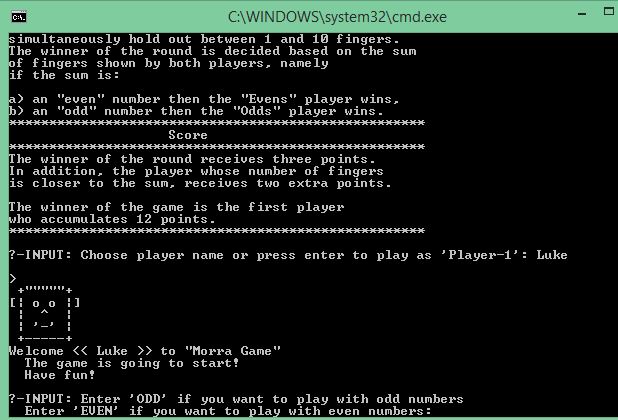 C:\WINDOWS\system32\cmd.exe
simultaneously hold out between 1 and 10 fingers.
The winner of the round is decided based on the sum
of fingers shown by both players, namely
if the sum is:
a) an "even" number then the "Evens" player wins,
b) an "odd" number then the "Odds" player wins.
****************************************************
Score
****************************************************
The winner of the round receives three points.
In addition, the player whose number of fingers
is closer to the sum, receives two extra points.
The winner of the game is the first player
who accumulates 12 points.
****************************************************
?-INPUT: Choose player name or press enter to play as 'Player-1': Luke
>
+"""""+
[| o o |]
| ^ |
| '-' |
+-----+
Welcome << Luke >> to "Morra Game"
The game is going to start!
Have fun!
?-INPUT: Enter 'ODD' if you want to play with odd numbers
Enter 'EVEN' if you want to play with even numbers: